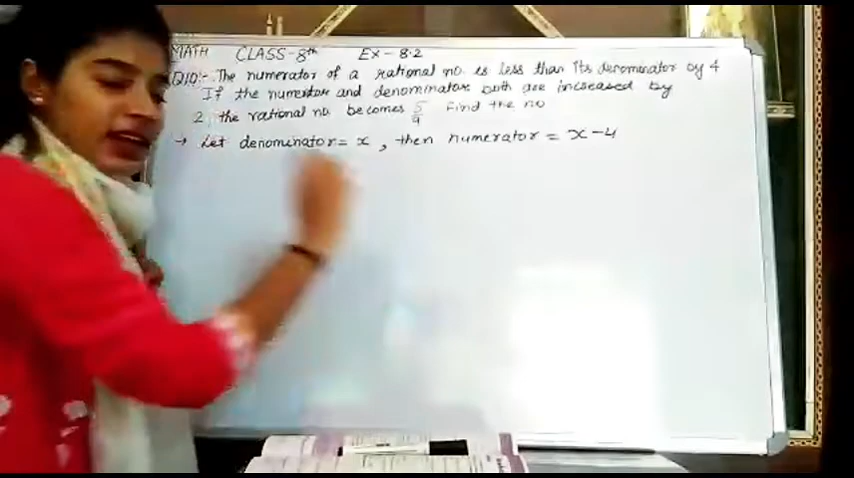 MATH CLASS-8th Ex-8.2
Q10:- The numerator of a rational no. is less than its denominator by 4
If the numerator and denominator both are increased by
2 the rational no becomes 5/9 Find the no
→ Let denominator = x, then numerator = x-4